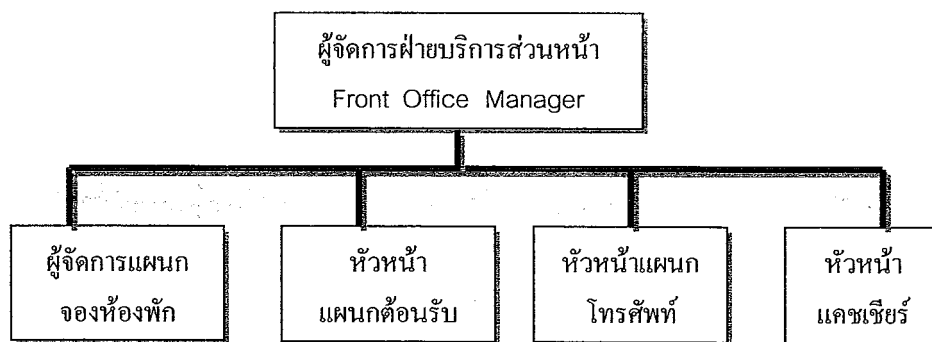 ผู้จัดการฝ่ายบริการส่วนหน้า
Front Office Manager
ผู้จัดการแผนก
จองห้องพัก
หัวหน้า
แผนกต้อนรับ
หัวหน้าแผนก
โทรศัพท์
หัวหน้า
แคชเชียร์